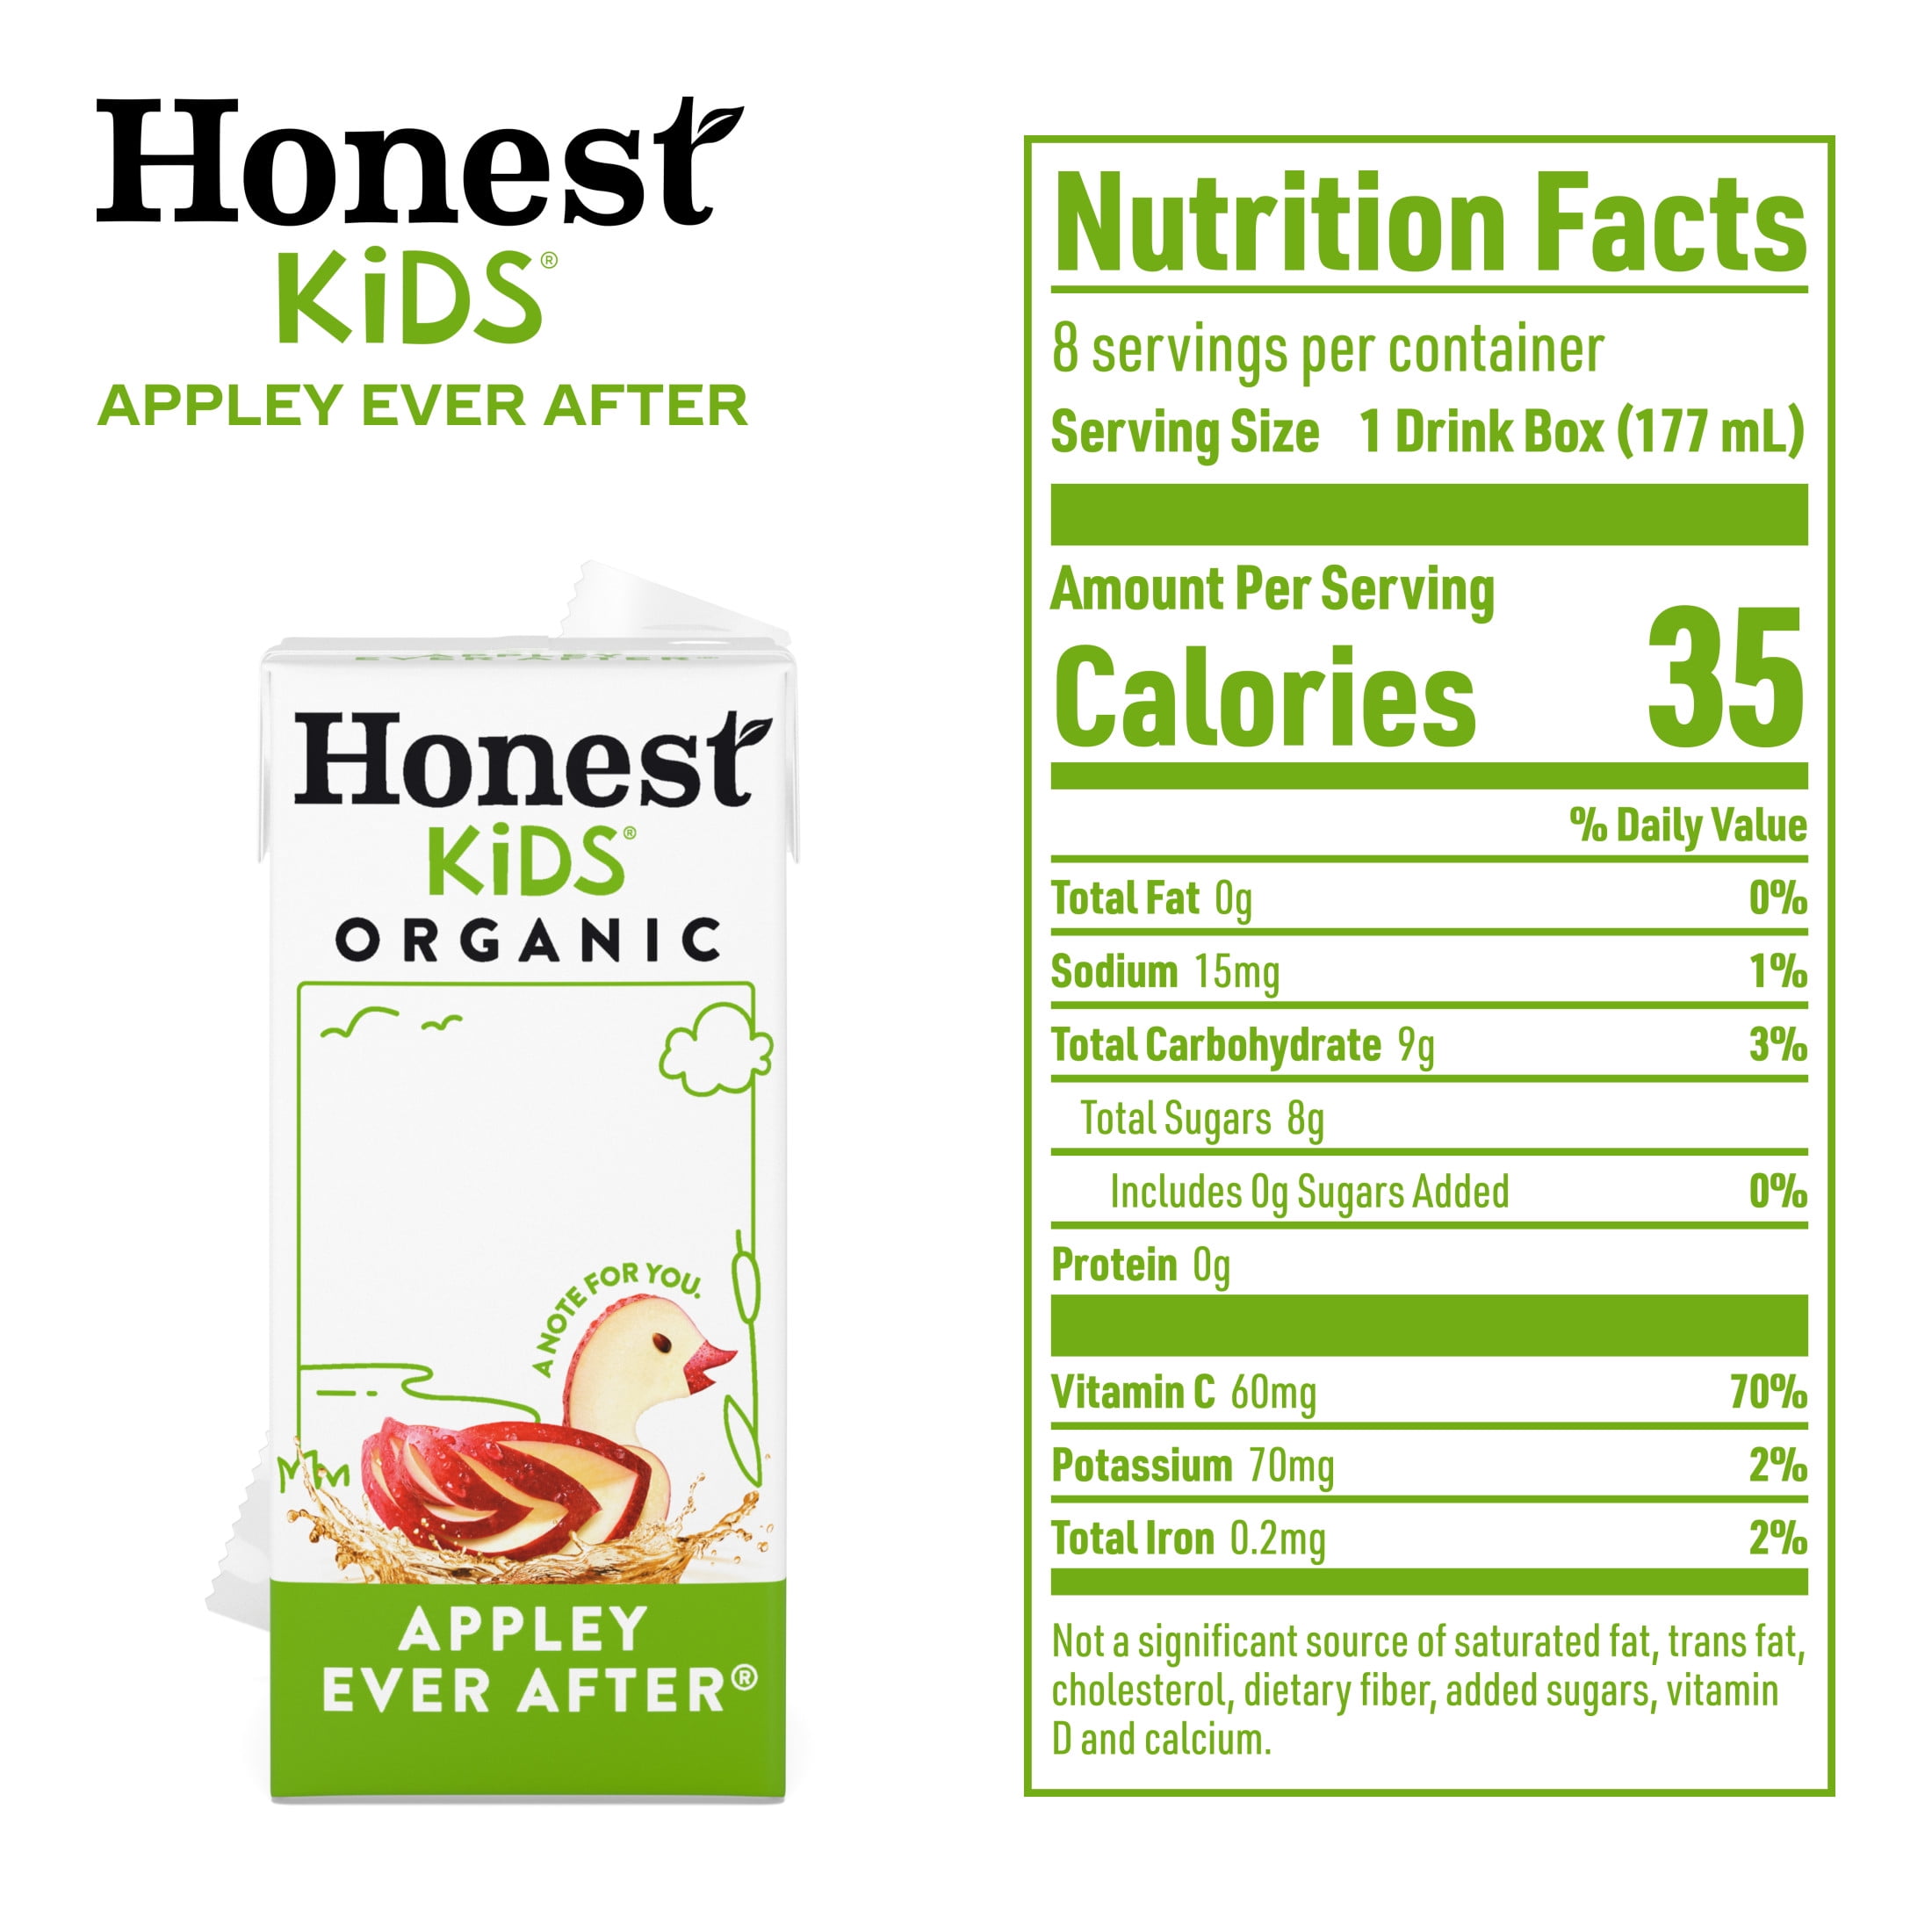 Honest
KiDS®
APPLEY EVER AFTER
APPLEY
EVER AFTER®
Honest
KiDS®
ORGANIC
A NOTE FOR YOU.
APPLEY
EVER AFTER®
Nutrition Facts
8 servings per container
Serving Size 1 Drink Box (177 mL)
Amount Per Serving
Calories 35
% Daily Value
Total Fat 0g 0%
Sodium 15mg 1%
Total Carbohydrate 9g 3%
Total Sugars 8g
Includes 0g Sugars Added 0%
Protein 0g
Vitamin C 60mg 70%
Potassium 70mg 2%
Total Iron 0.2mg 2%
Not a significant source of saturated fat, trans fat,
cholesterol, dietary fiber, added sugars, vitamin
D and calcium.